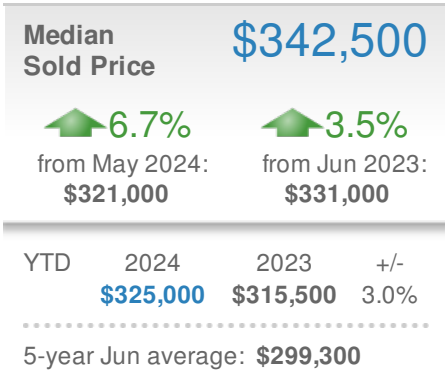 Median
Sold Price
$342,500
6.7%
from May 2024:
$321,000
3.5%
from Jun 2023:
$331,000
YTD 2024 2023 +/-
$325,000 $315,500 3.0%
5-year Jun average: $299,300